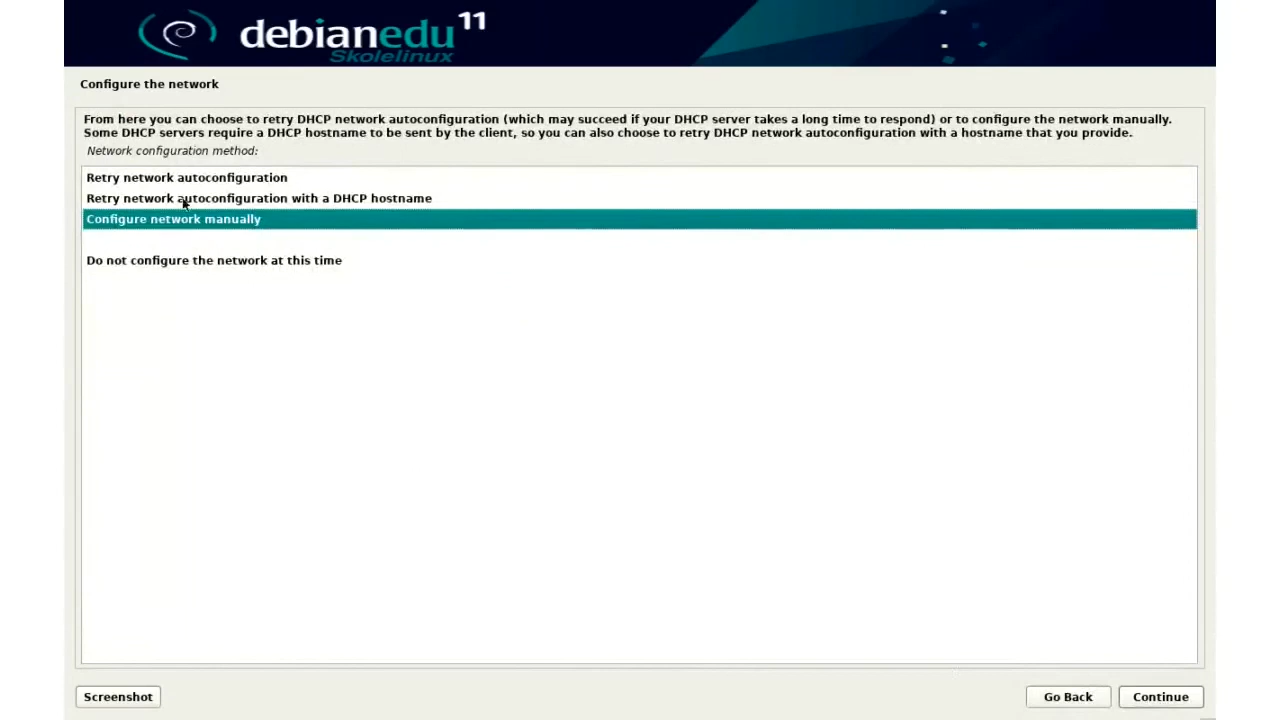 debianedu 11
Skolelinux
Configure the network
From here you can choose to retry DHCP network autoconfiguration (which may succeed if your DHCP server takes a long time to respond) or to configure the network manually.
Some DHCP servers require a DHCP hostname to be sent by the client, so you can also choose to retry DHCP network autoconfiguration with a hostname that you provide.
Network configuration method:
Retry network autoconfiguration
Retry network autoconfiguration with a DHCP hostname
Configure network manually
Do not configure the network at this time
Screenshot
Go Back
Continue